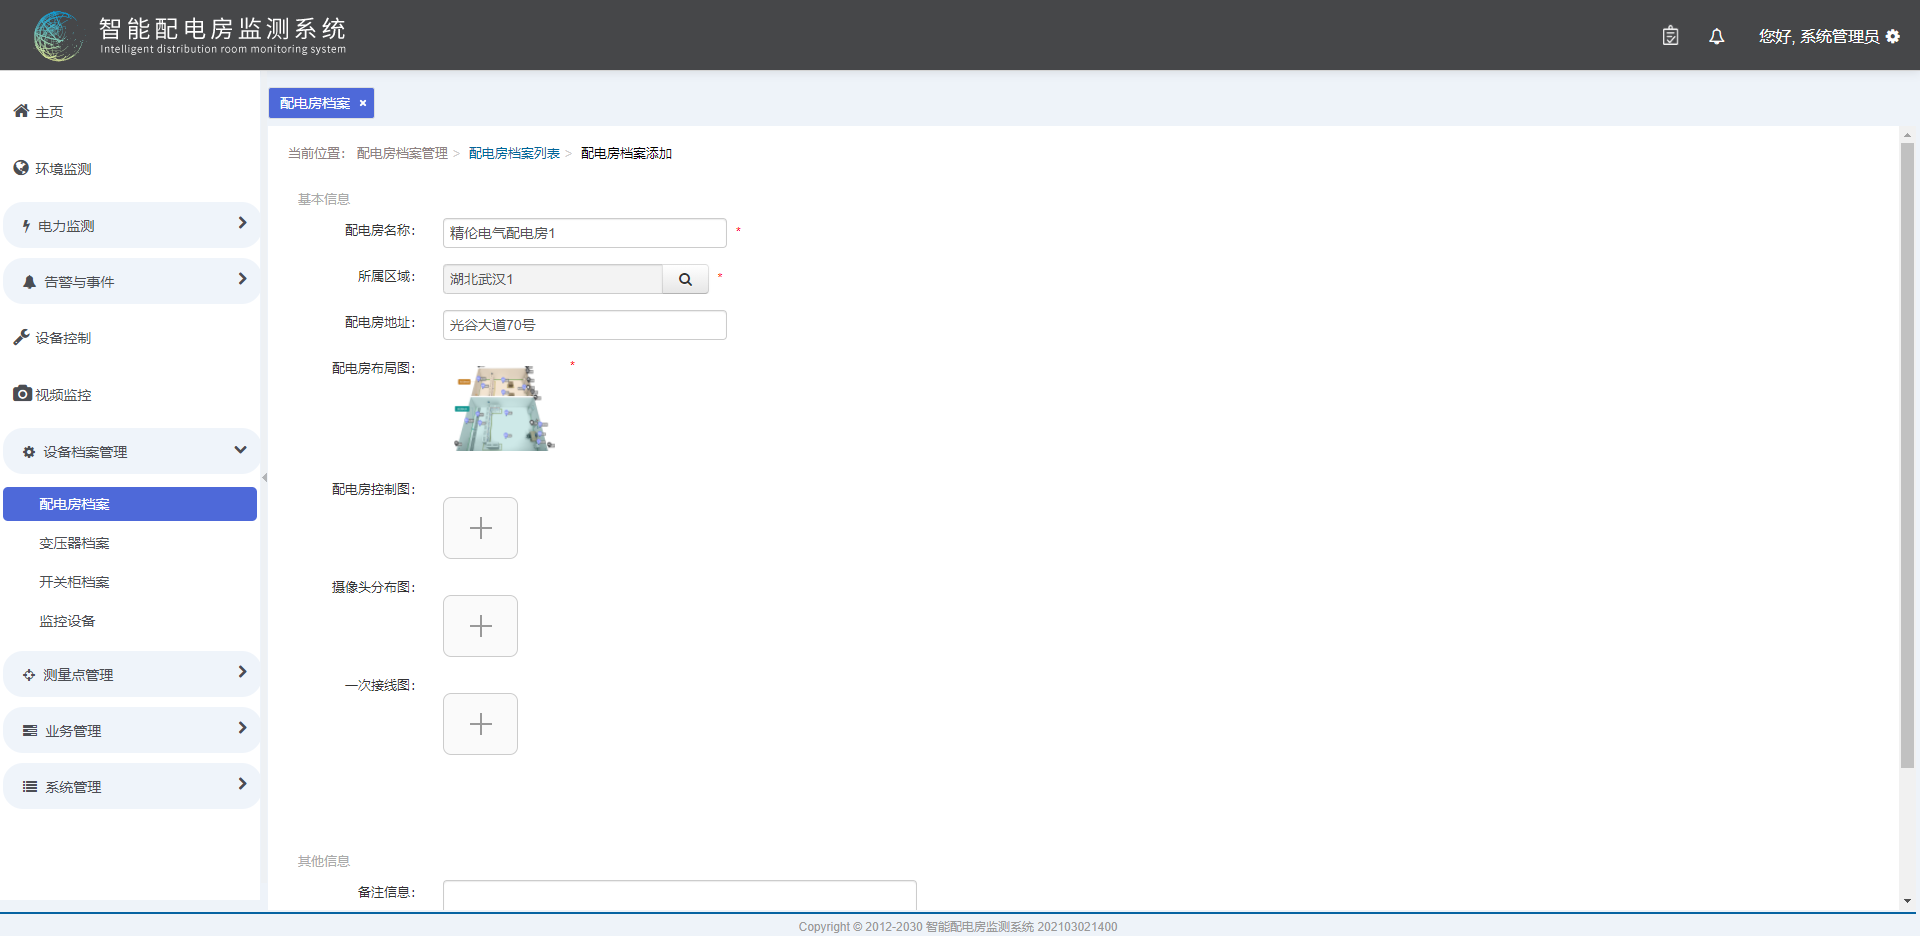 智能配电房监测系统
Intelligent distribution room monitoring system
您好, 系统管理员
主页
环境监测
电力监测
告警与事件
设备控制
视频监控
设备档案管理
配电房档案
变压器档案
开关柜档案
监控设备
测量点管理
业务管理
系统管理
配电房档案 ×
当前位置： 配电房档案管理 > 配电房档案列表 > 配电房档案添加
基本信息
配电房名称： 精伦电气配电房1 *
所属区域： 湖北武汉1 *
配电房地址： 光谷大道70号
配电房布局图： *
配电房控制图：
摄像头分布图：
一次接线图：
其他信息
备注信息：
Copyright © 2012-2030 智能配电房监测系统 202103021400